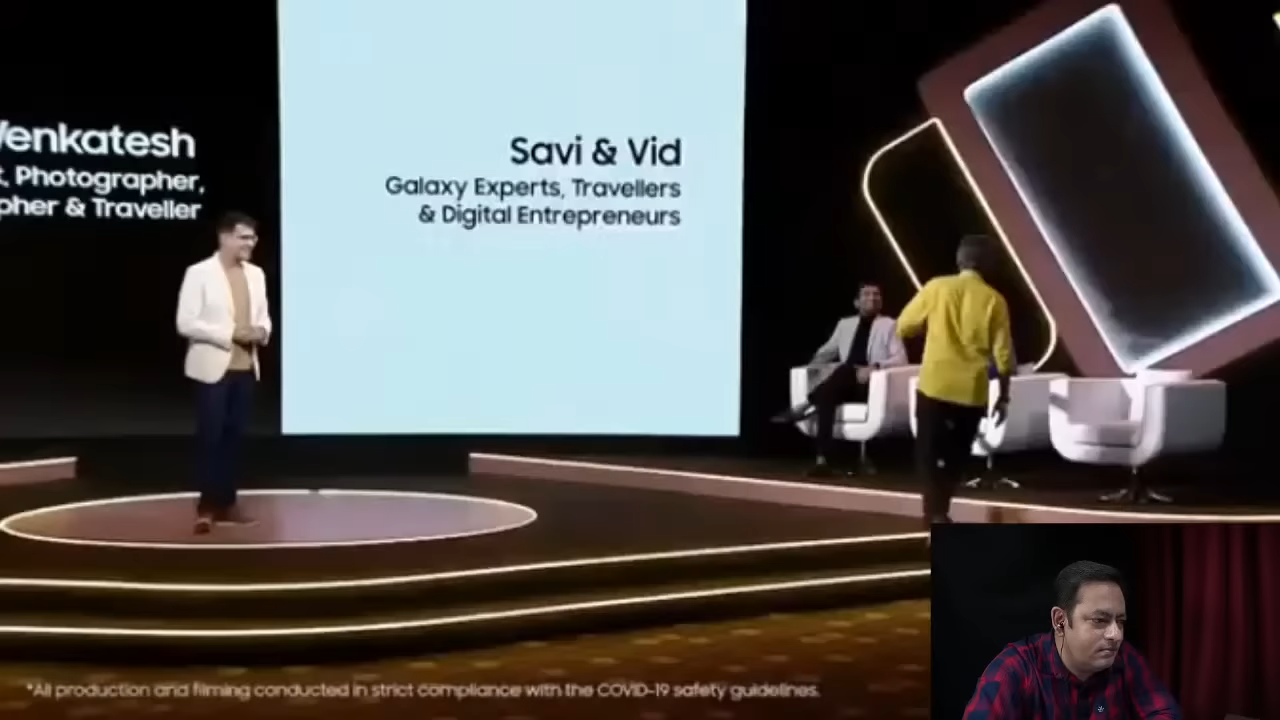 Venkatesh
Photographer,
& Traveller
Savi & Vid
Galaxy Experts, Travellers
& Digital Entrepreneurs
*All production and filming conducted in strict compliance with the COVID-19 safety guidelines.